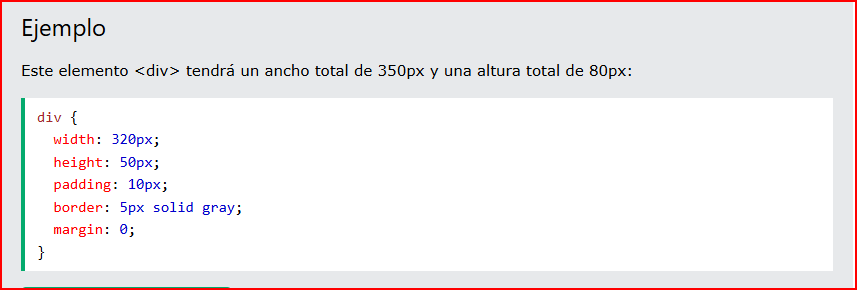 Ejemplo
Este elemento <div> tendrá un ancho total de 350px y una altura total de 80px:
div {
  width: 320px;
  height: 50px;
  padding: 10px;
  border: 5px solid gray;
  margin: 0;
}